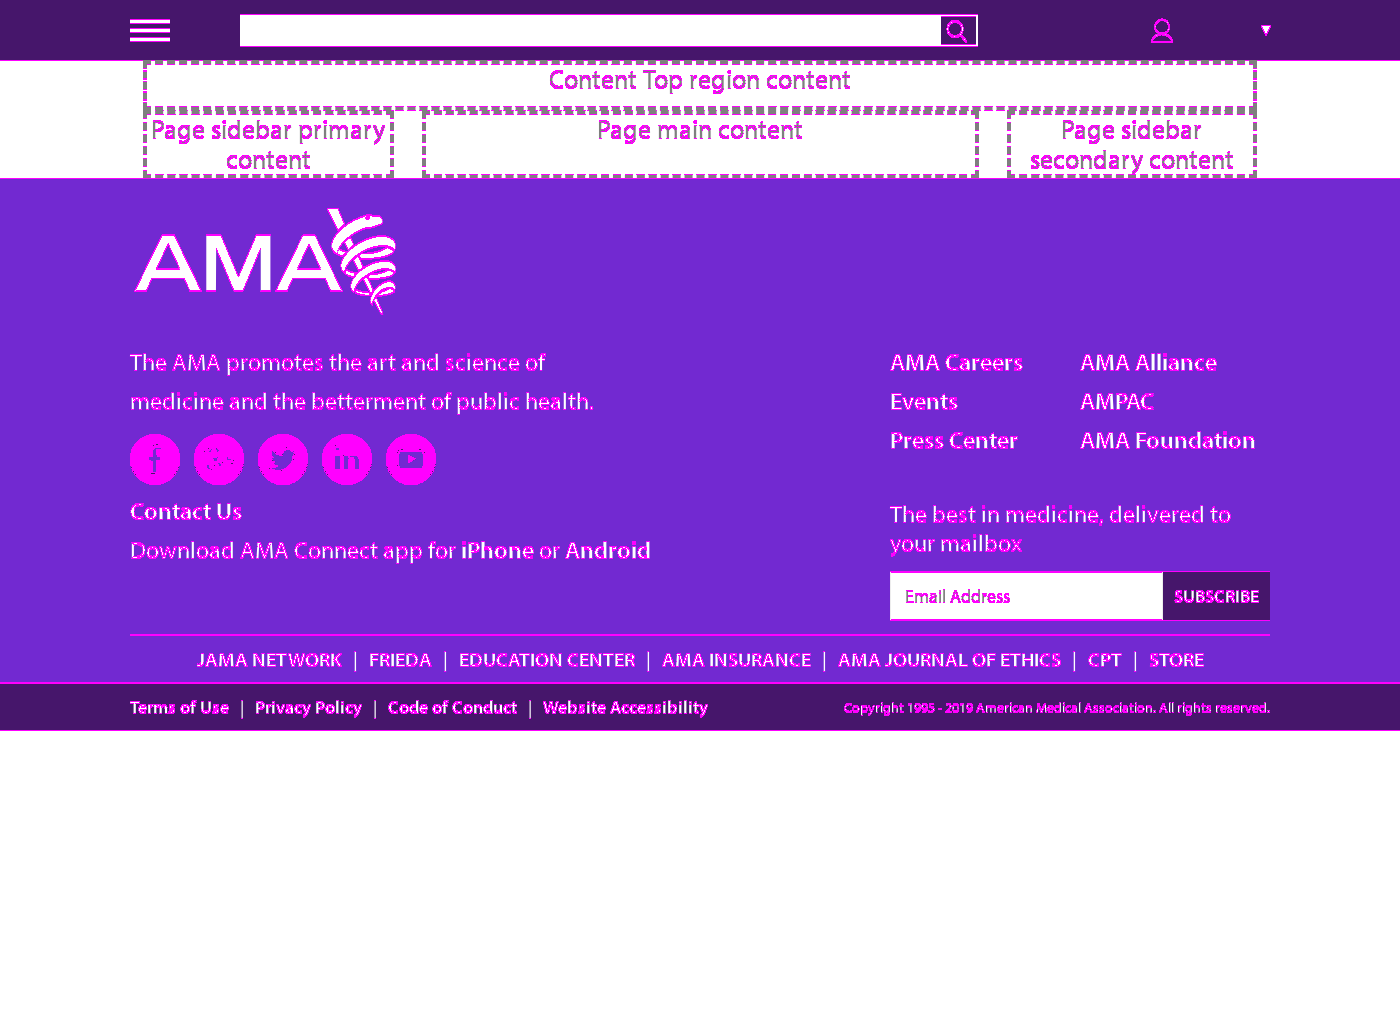 ▼
Content Top region content
Page sidebar primary
content
Page main content
Page sidebar
secondary content
AMA
The AMA promotes the art and science of
medicine and the betterment of public health.
AMA Careers
AMA Alliance
Events
AMPAC
Press Center
AMA Foundation
Contact Us
Download AMA Connect app for iPhone or Android
The best in medicine, delivered to
your mailbox
Email Address
SUBSCRIBE
JAMA NETWORK | FRIEDA | EDUCATION CENTER | AMA INSURANCE | AMA JOURNAL OF ETHICS | CPT | STORE
Terms of Use | Privacy Policy | Code of Conduct | Website Accessibility
Copyright 1995 - 2019 American Medical Association. All rights reserved.